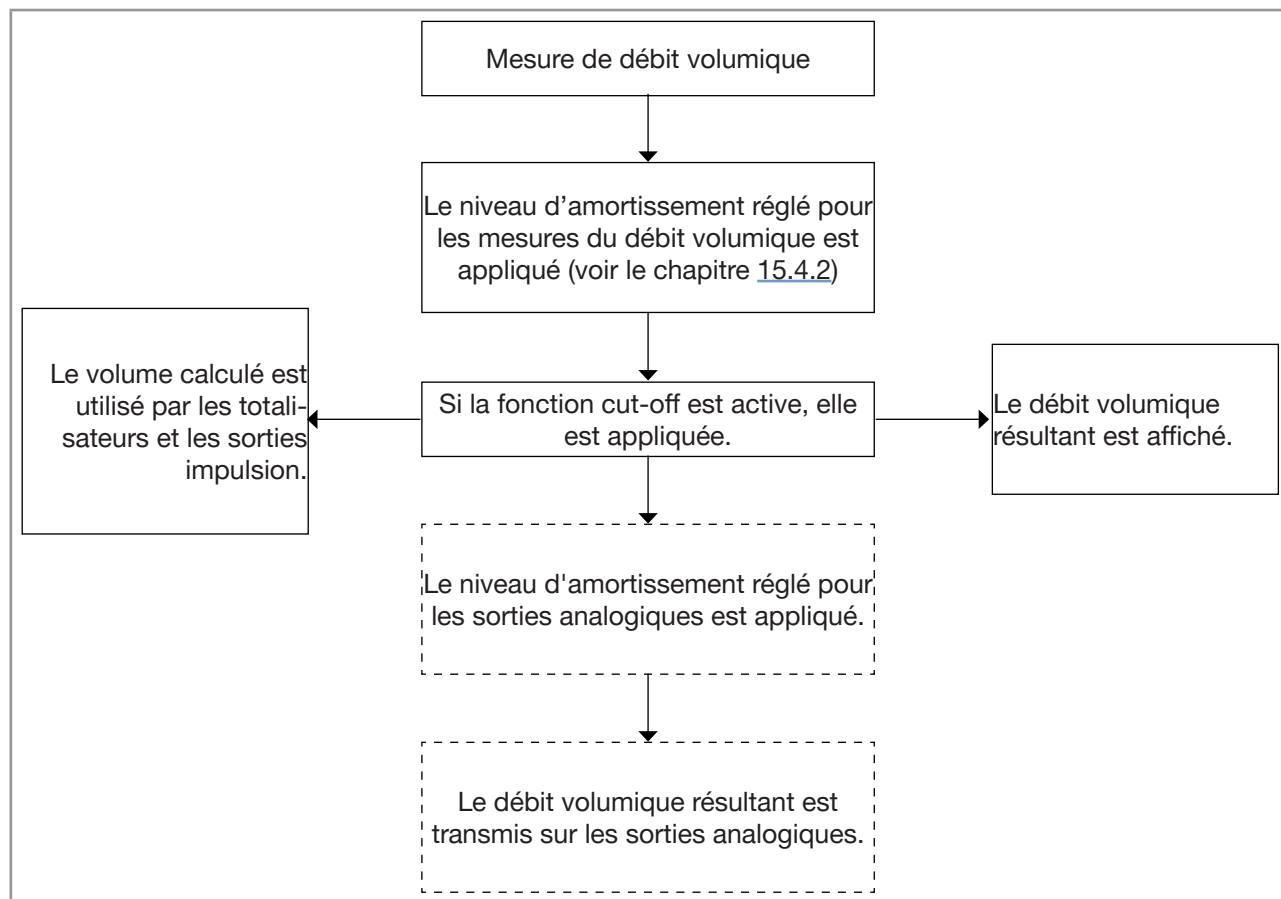 Mesure de débit volumique
Le niveau d’amortissement réglé pour
les mesures du débit volumique est
appliqué (voir le chapitre 15.4.2)
Le volume calculé est
utilisé par les totali-
sateurs et les sorties
impulsion.
Si la fonction cut-off est active, elle
est appliquée.
Le débit volumique
résultant est affiché.
Le niveau d'amortissement réglé pour
les sorties analogiques est appliqué.
Le débit volumique résultant est
transmis sur les sorties analogiques.